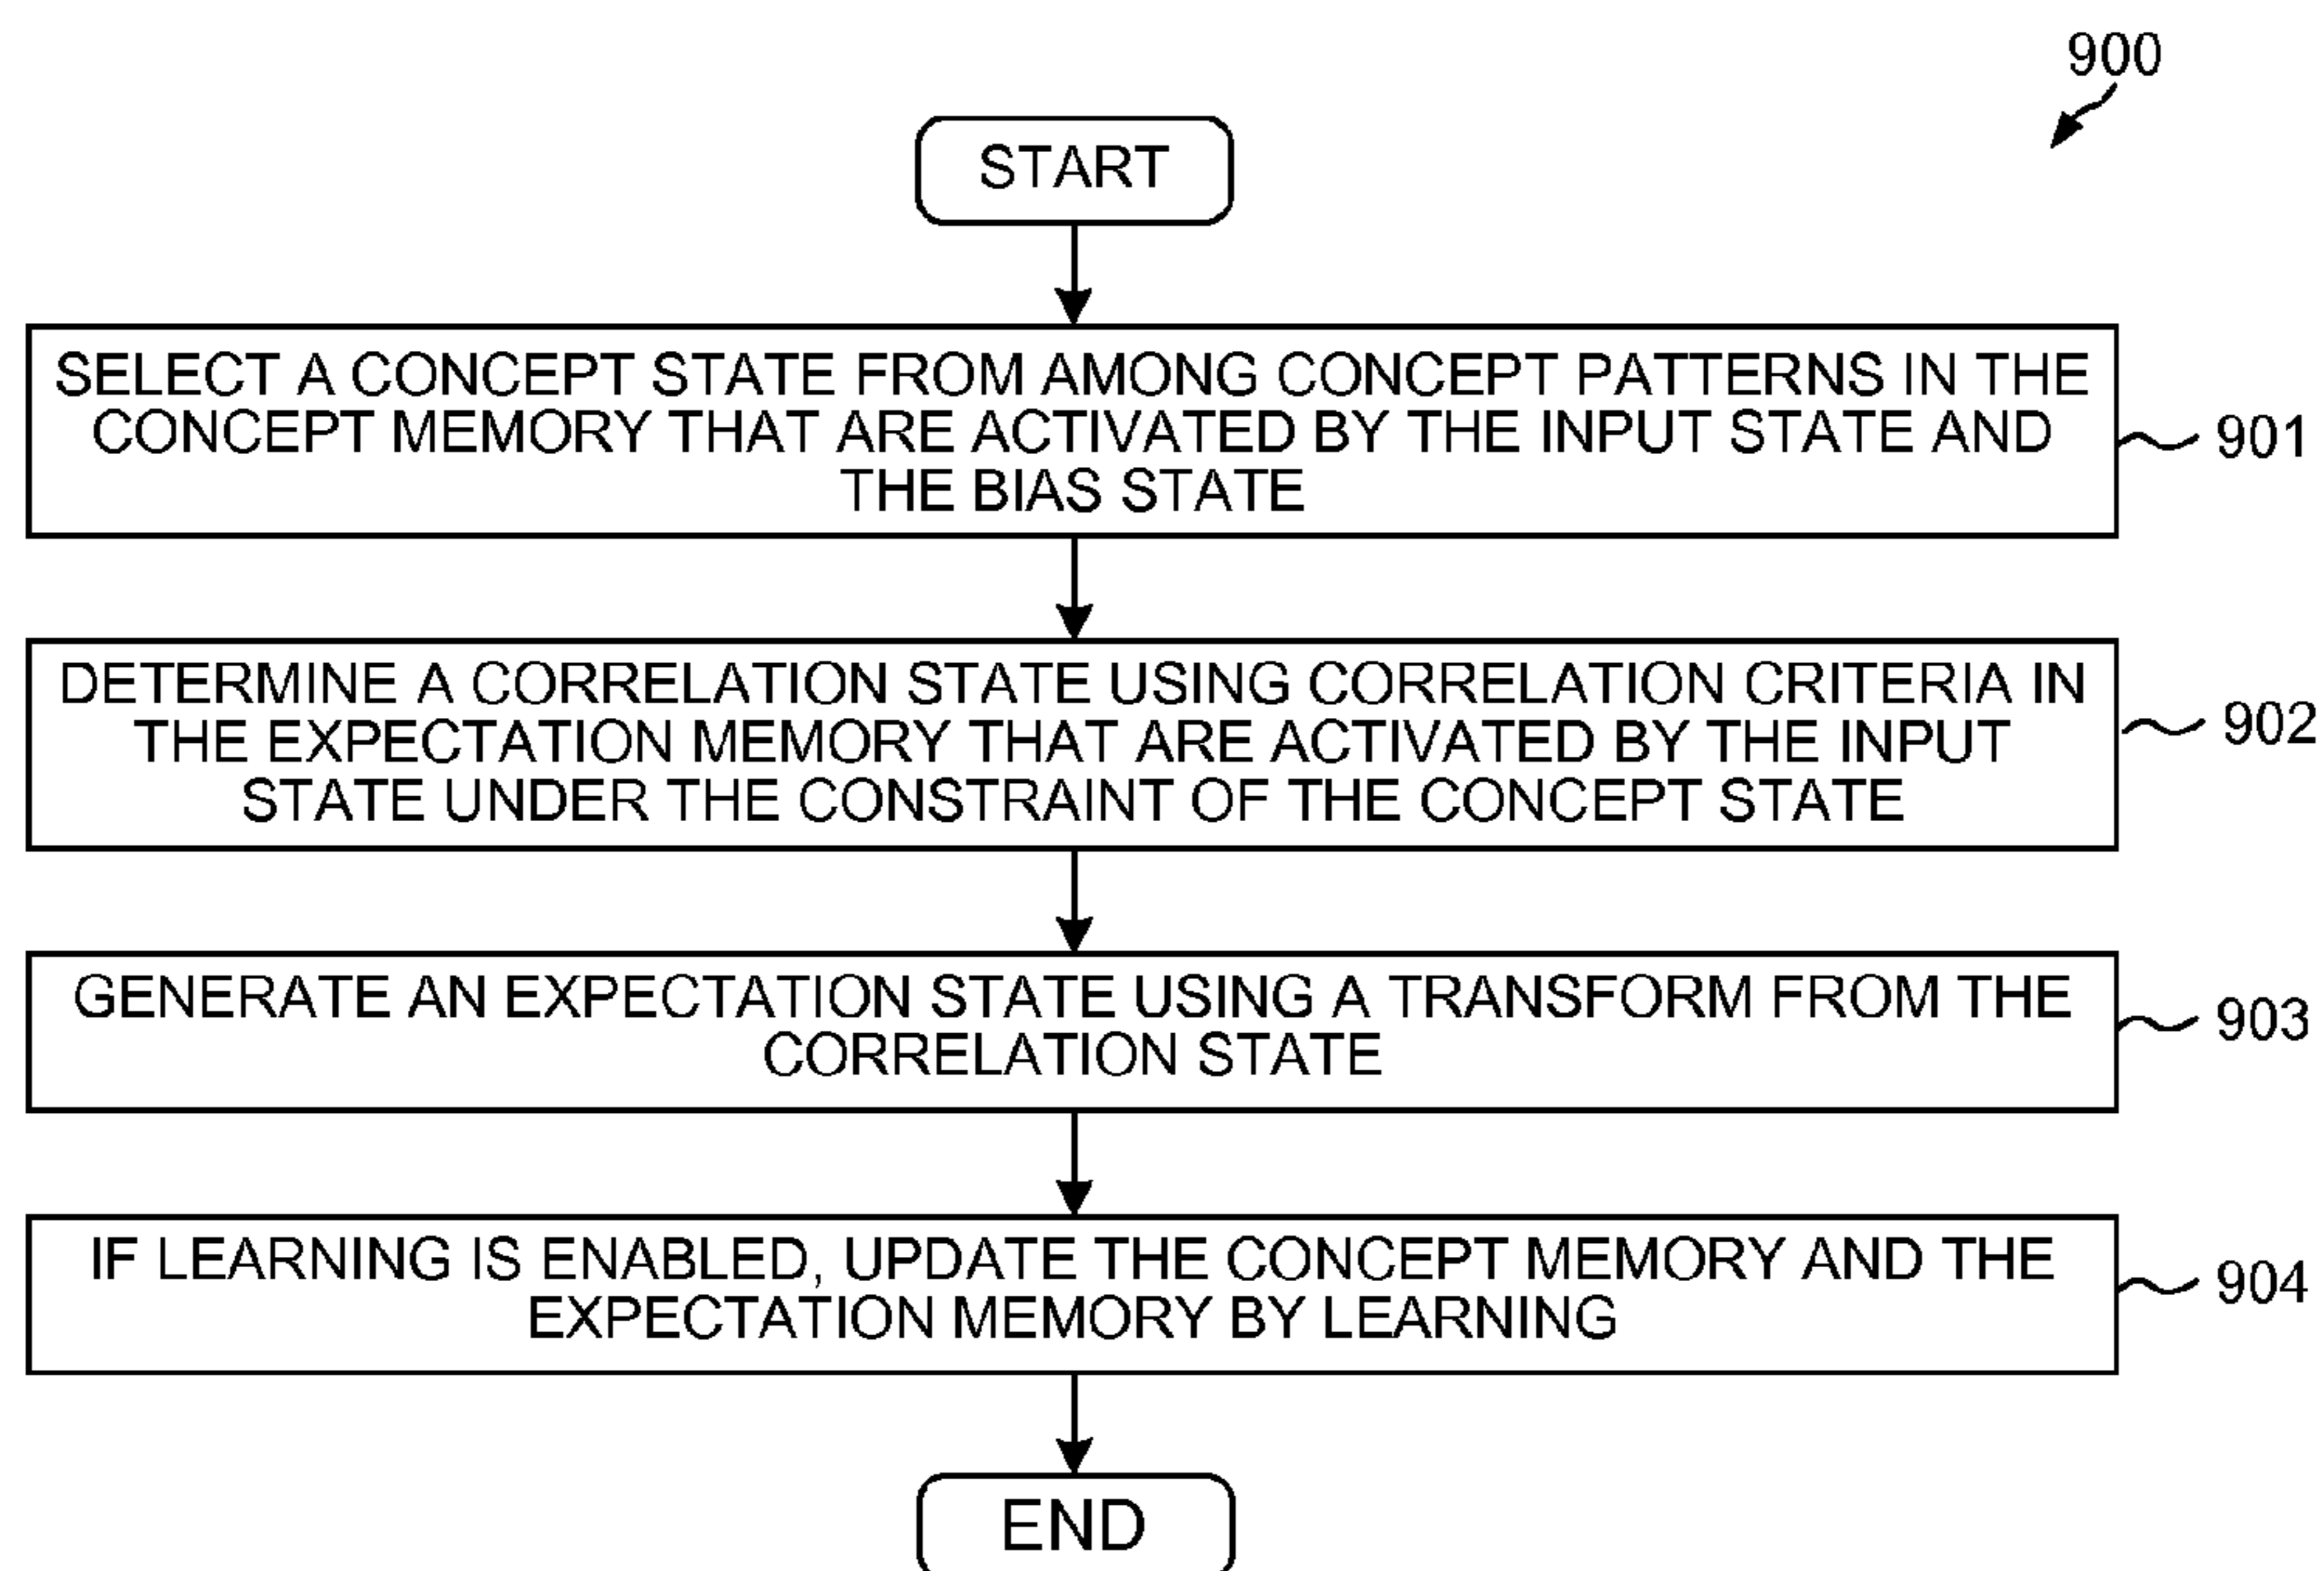 900
START
SELECT A CONCEPT STATE FROM AMONG CONCEPT PATTERNS IN THE
CONCEPT MEMORY THAT ARE ACTIVATED BY THE INPUT STATE AND
THE BIAS STATE
901
DETERMINE A CORRELATION STATE USING CORRELATION CRITERIA IN
THE EXPECTATION MEMORY THAT ARE ACTIVATED BY THE INPUT
STATE UNDER THE CONSTRAINT OF THE CONCEPT STATE
902
GENERATE AN EXPECTATION STATE USING A TRANSFORM FROM THE
CORRELATION STATE
903
IF LEARNING IS ENABLED, UPDATE THE CONCEPT MEMORY AND THE
EXPECTATION MEMORY BY LEARNING
904
END